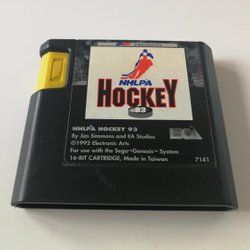 NHLPA
HOCKEY
93
NHLPA HOCKEY 93
By Jim Simmons and EA Studios
©1992 Electronic Arts
For use with the Sega™ Genesis™ System
16-BIT CARTRIDGE, Made in Taiwan
7141